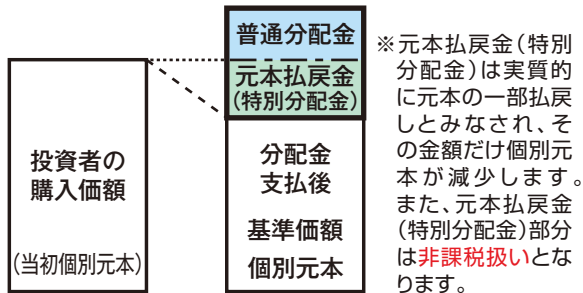 投資者の
購入価額
(当初個別元本)
普通分配金
元本払戻金
(特別分配金)
分配金
支払後
基準価額
個別元本
※元本払戻金(特別
分配金)は実質的
に元本の一部払戻
しとみなされ、そ
の金額だけ個別元
本が減少します。
また、元本払戻金
(特別分配金)部分
は非課税扱いとな
ります。